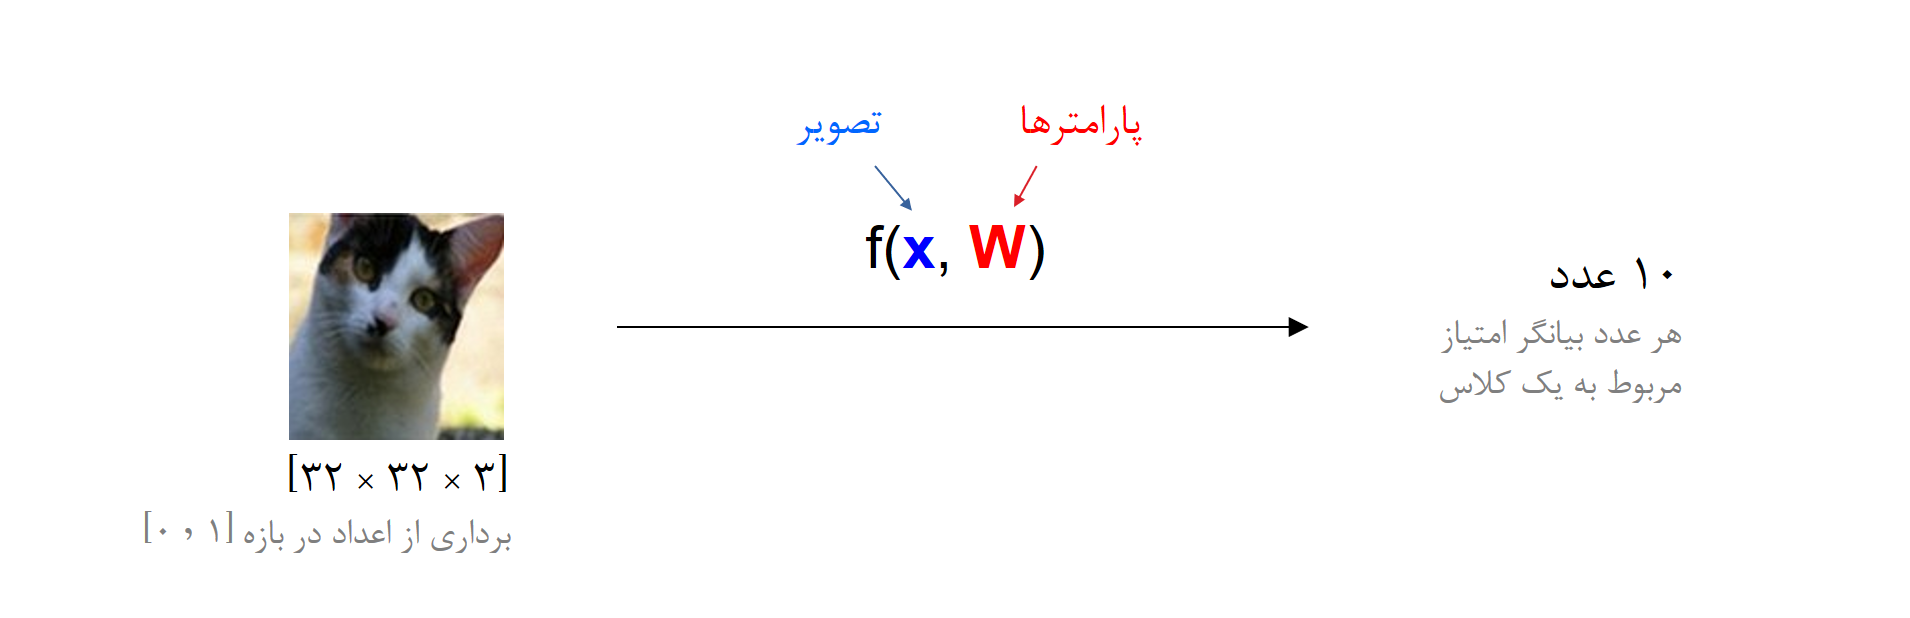 تصویر
پارامترها
f(x, W)
۱۰ عدد
هر عدد بیانگر امتیاز
مربوط به یک کلاس
[۳۲ × ۳۲ × ۳]
برداری از اعداد در بازه [۰ , ۱]